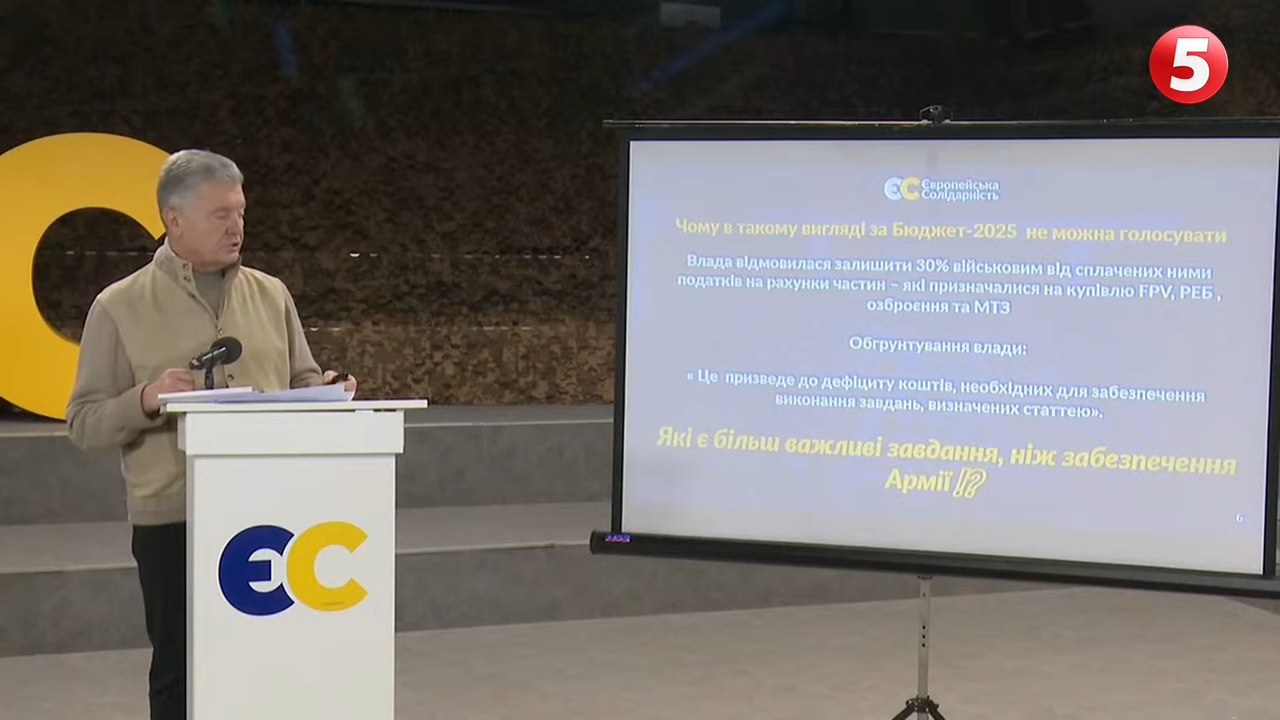 5
ЄС
Європейська
Солідарність
Чому в такому вигляді за Бюджет-2025 не можна голосувати
Влада відмовилася залишити 30% військовим від сплачених ними
податків на рахунки частин – які призначалися на купівлю FPV, РЕБ ,
озброєння та МТЗ
Обгрунтування влади:
« Це призведе до дефіциту коштів, необхідних для забезпечення
виконання завдань, визначених статтею».
Які є більш важливі завдання, ніж забезпечення
Армії ⁉
6
ЄС